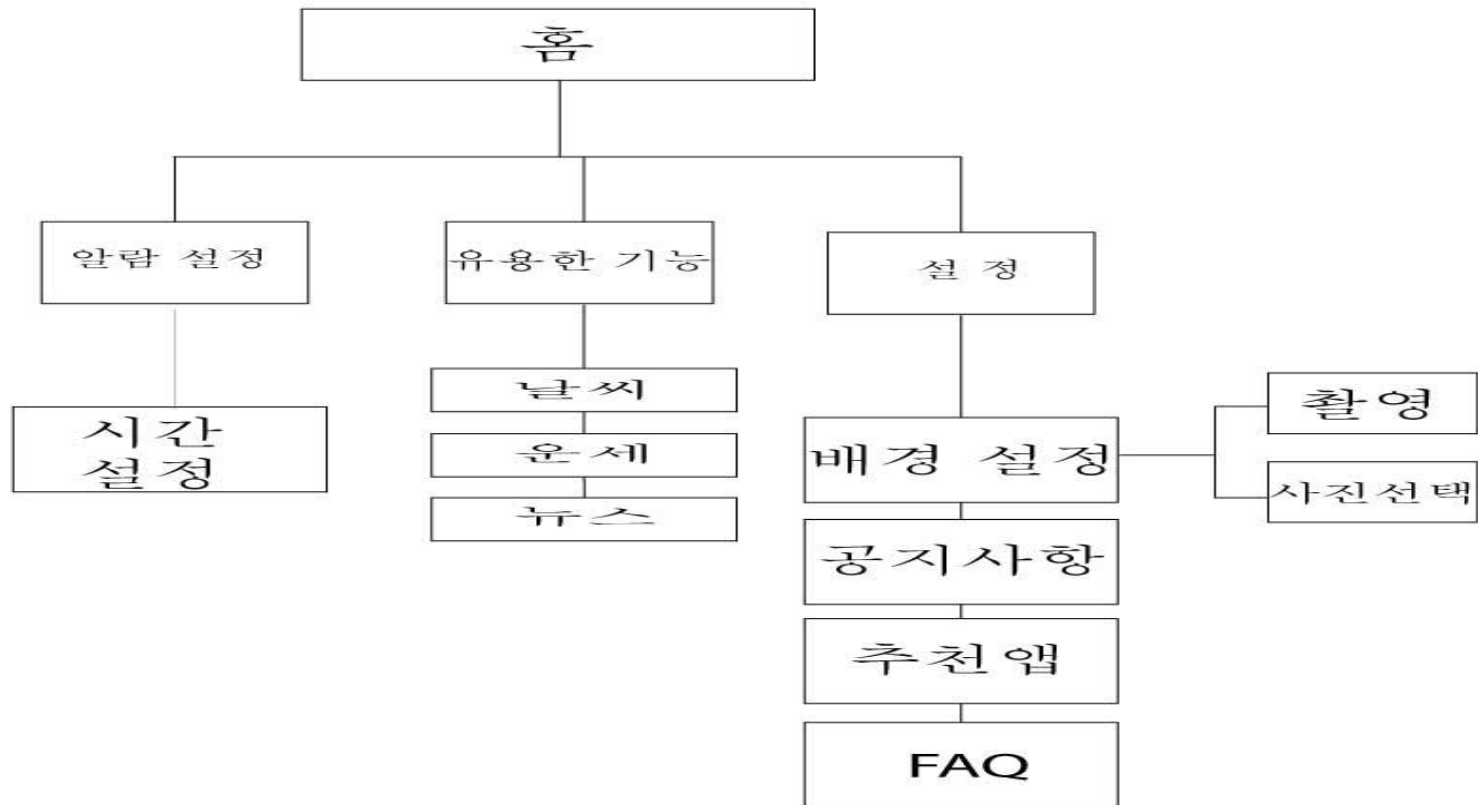 홈
알람 설정
유용한 기능
설 정
시간
설정
날씨
운세
뉴스
배경 설정
공지사항
추천앱
FAQ
촬영
사진선택